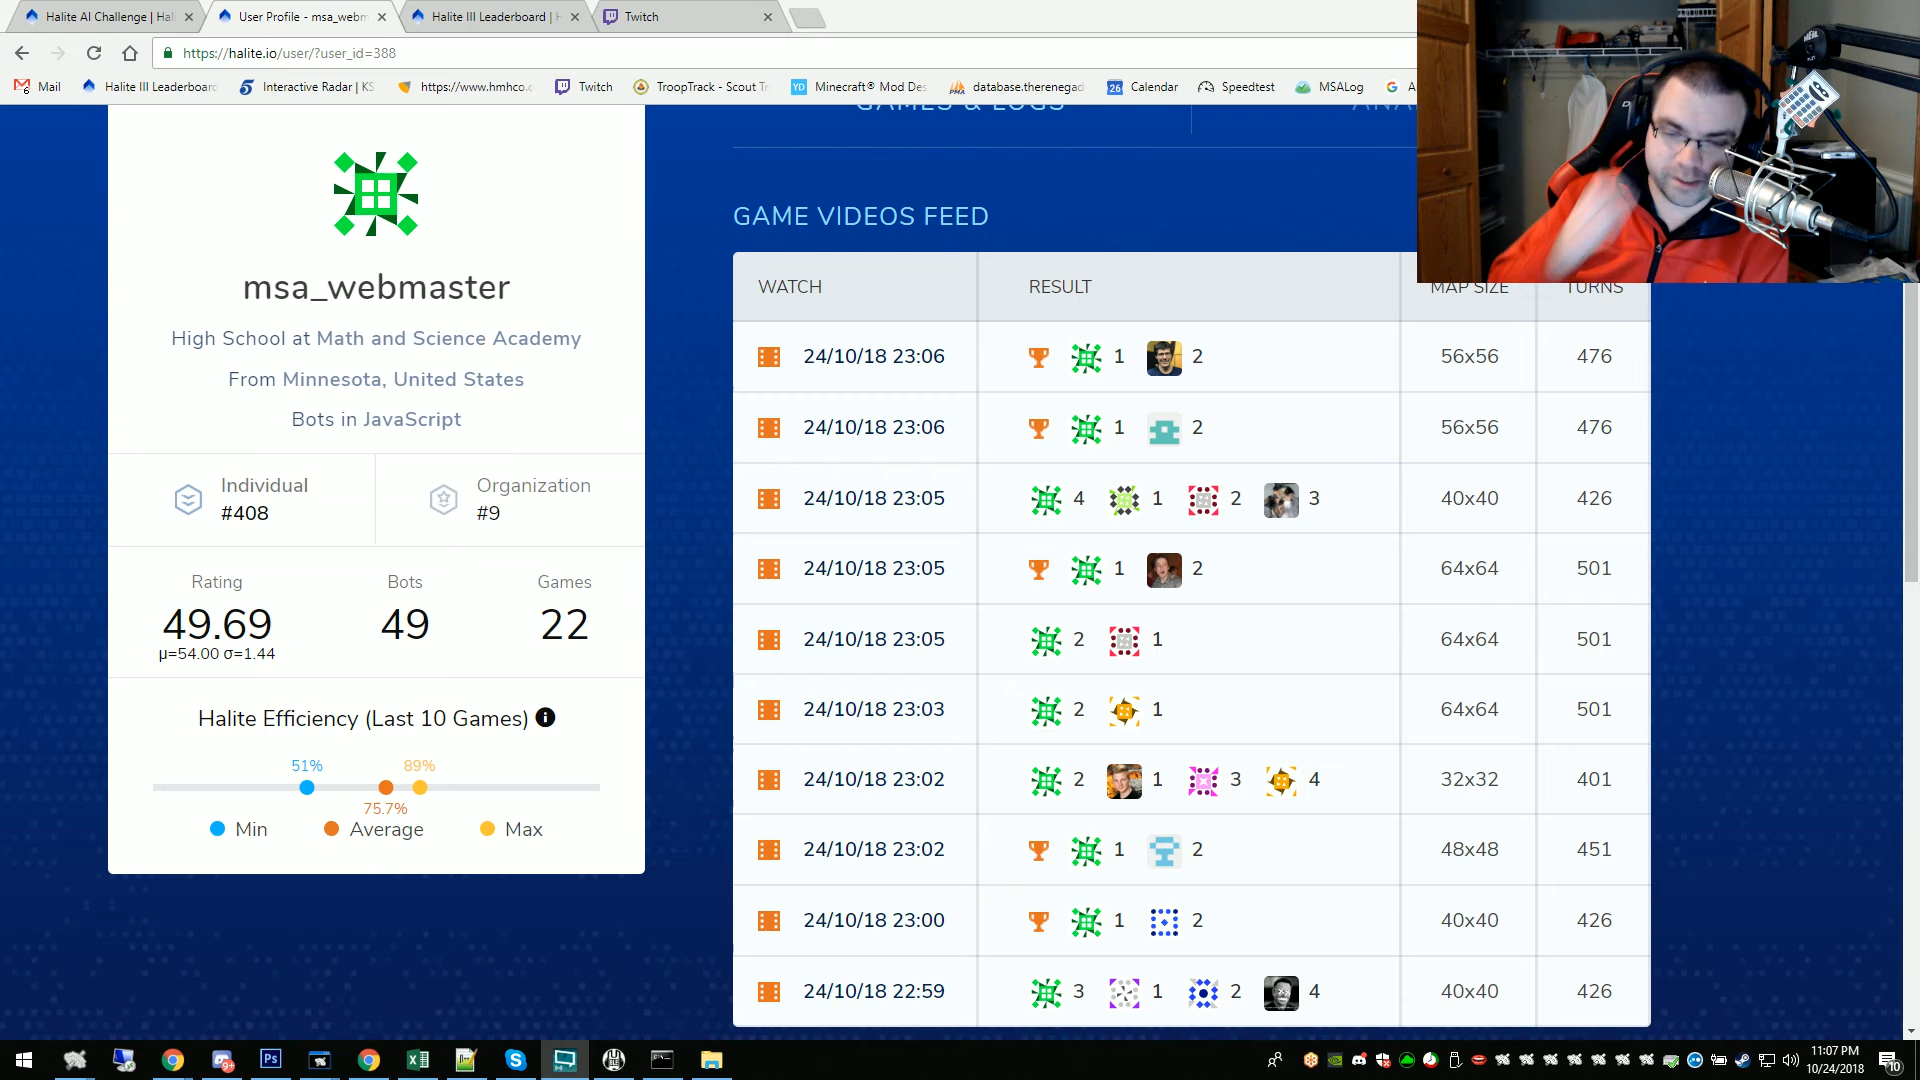 Halite AI Challenge | Hal
User Profile - msa_webm
Halite III Leaderboard | H
Twitch
https://halite.io/user/?user_id=388
Mail
Halite III Leaderboard
Interactive Radar | KS
https://www.hmhco.c
Twitch
TroopTrack - Scout Tr
YD
Minecraft® Mod Des
database.therenegad
26
Calendar
Speedtest
MSALog
A
GAMES & LOGS
ANA
msa_webmaster
High School at Math and Science Academy
From Minnesota, United States
Bots in JavaScript
Individual
#408
Organization
#9
Rating
Bots
Games
49.69
49
22
μ=54.00 σ=1.44
Halite Efficiency (Last 10 Games)
51%
89%
75.7%
Min
Average
Max
GAME VIDEOS FEED
WATCH
RESULT
MAP SIZE
TURNS
24/10/18 23:06 1 2 56x56 476
24/10/18 23:06 1 2 56x56 476
24/10/18 23:05 4 1 2 3 40x40 426
24/10/18 23:05 1 2 64x64 501
24/10/18 23:05 2 1 64x64 501
24/10/18 23:03 2 1 64x64 501
24/10/18 23:02 2 1 3 4 32x32 401
24/10/18 23:02 1 2 48x48 451
24/10/18 23:00 1 2 40x40 426
24/10/18 22:59 3 1 2 4 40x40 426
Ps
9+
11:07 PM
10/24/2018
10